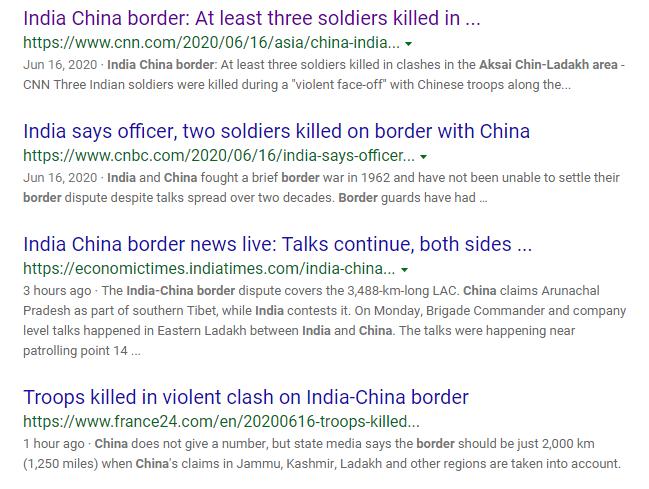 India China border: At least three soldiers killed in ...
https://www.cnn.com/2020/06/16/asia/china-india...
Jun 16, 2020 · India China border: At least three soldiers killed in clashes in the Aksai Chin-Ladakh area -
CNN Three Indian soldiers were killed during a "violent face-off" with Chinese troops along the...
India says officer, two soldiers killed on border with China
https://www.cnbc.com/2020/06/16/india-says-officer...
Jun 16, 2020 · India and China fought a brief border war in 1962 and have not been unable to settle their
border dispute despite talks spread over two decades. Border guards have had ...
India China border news live: Talks continue, both sides ...
https://economictimes.indiatimes.com/india-china...
3 hours ago · The India-China border dispute covers the 3,488-km-long LAC. China claims Arunachal
Pradesh as part of southern Tibet, while India contests it. On Monday, Brigade Commander and company
level talks happened in Eastern Ladakh between India and China. The talks were happening near
patrolling point 14 ...
Troops killed in violent clash on India-China border
https://www.france24.com/en/20200616-troops-killed...
1 hour ago · China does not give a number, but state media says the border should be just 2,000 km
(1,250 miles) when China's claims in Jammu, Kashmir, Ladakh and other regions are taken into account.